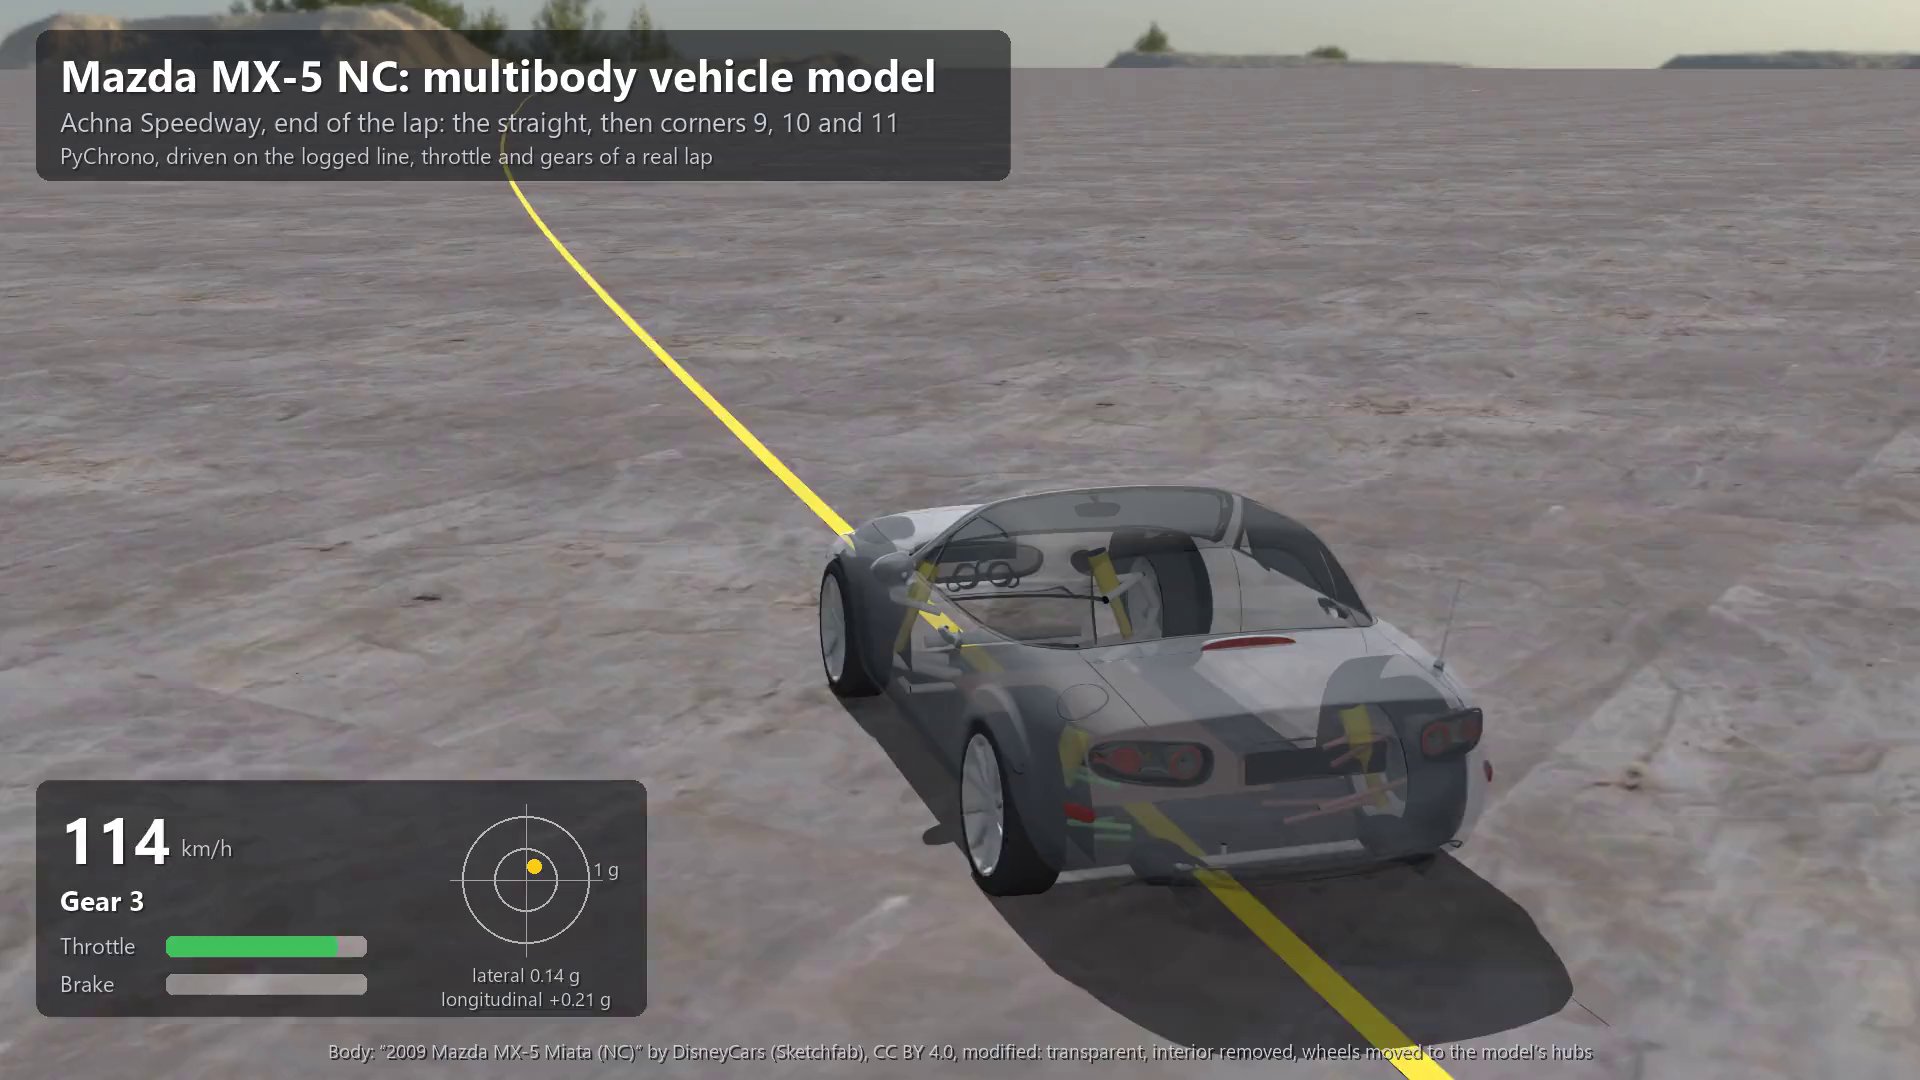 Mazda MX-5 NC: multibody vehicle model
Achna Speedway, end of the lap: the straight, then corners 9, 10 and 11
PyChrono, driven on the logged line, throttle and gears of a real lap
114 km/h
Gear 3
Throttle
Brake
1 g
lateral 0.14 g
longitudinal +0.21 g
Body: “2009 Mazda MX-5 Miata (NC)” by DisneyCars (Sketchfab), CC BY 4.0, modified: transparent, interior removed, wheels moved to the model's hubs